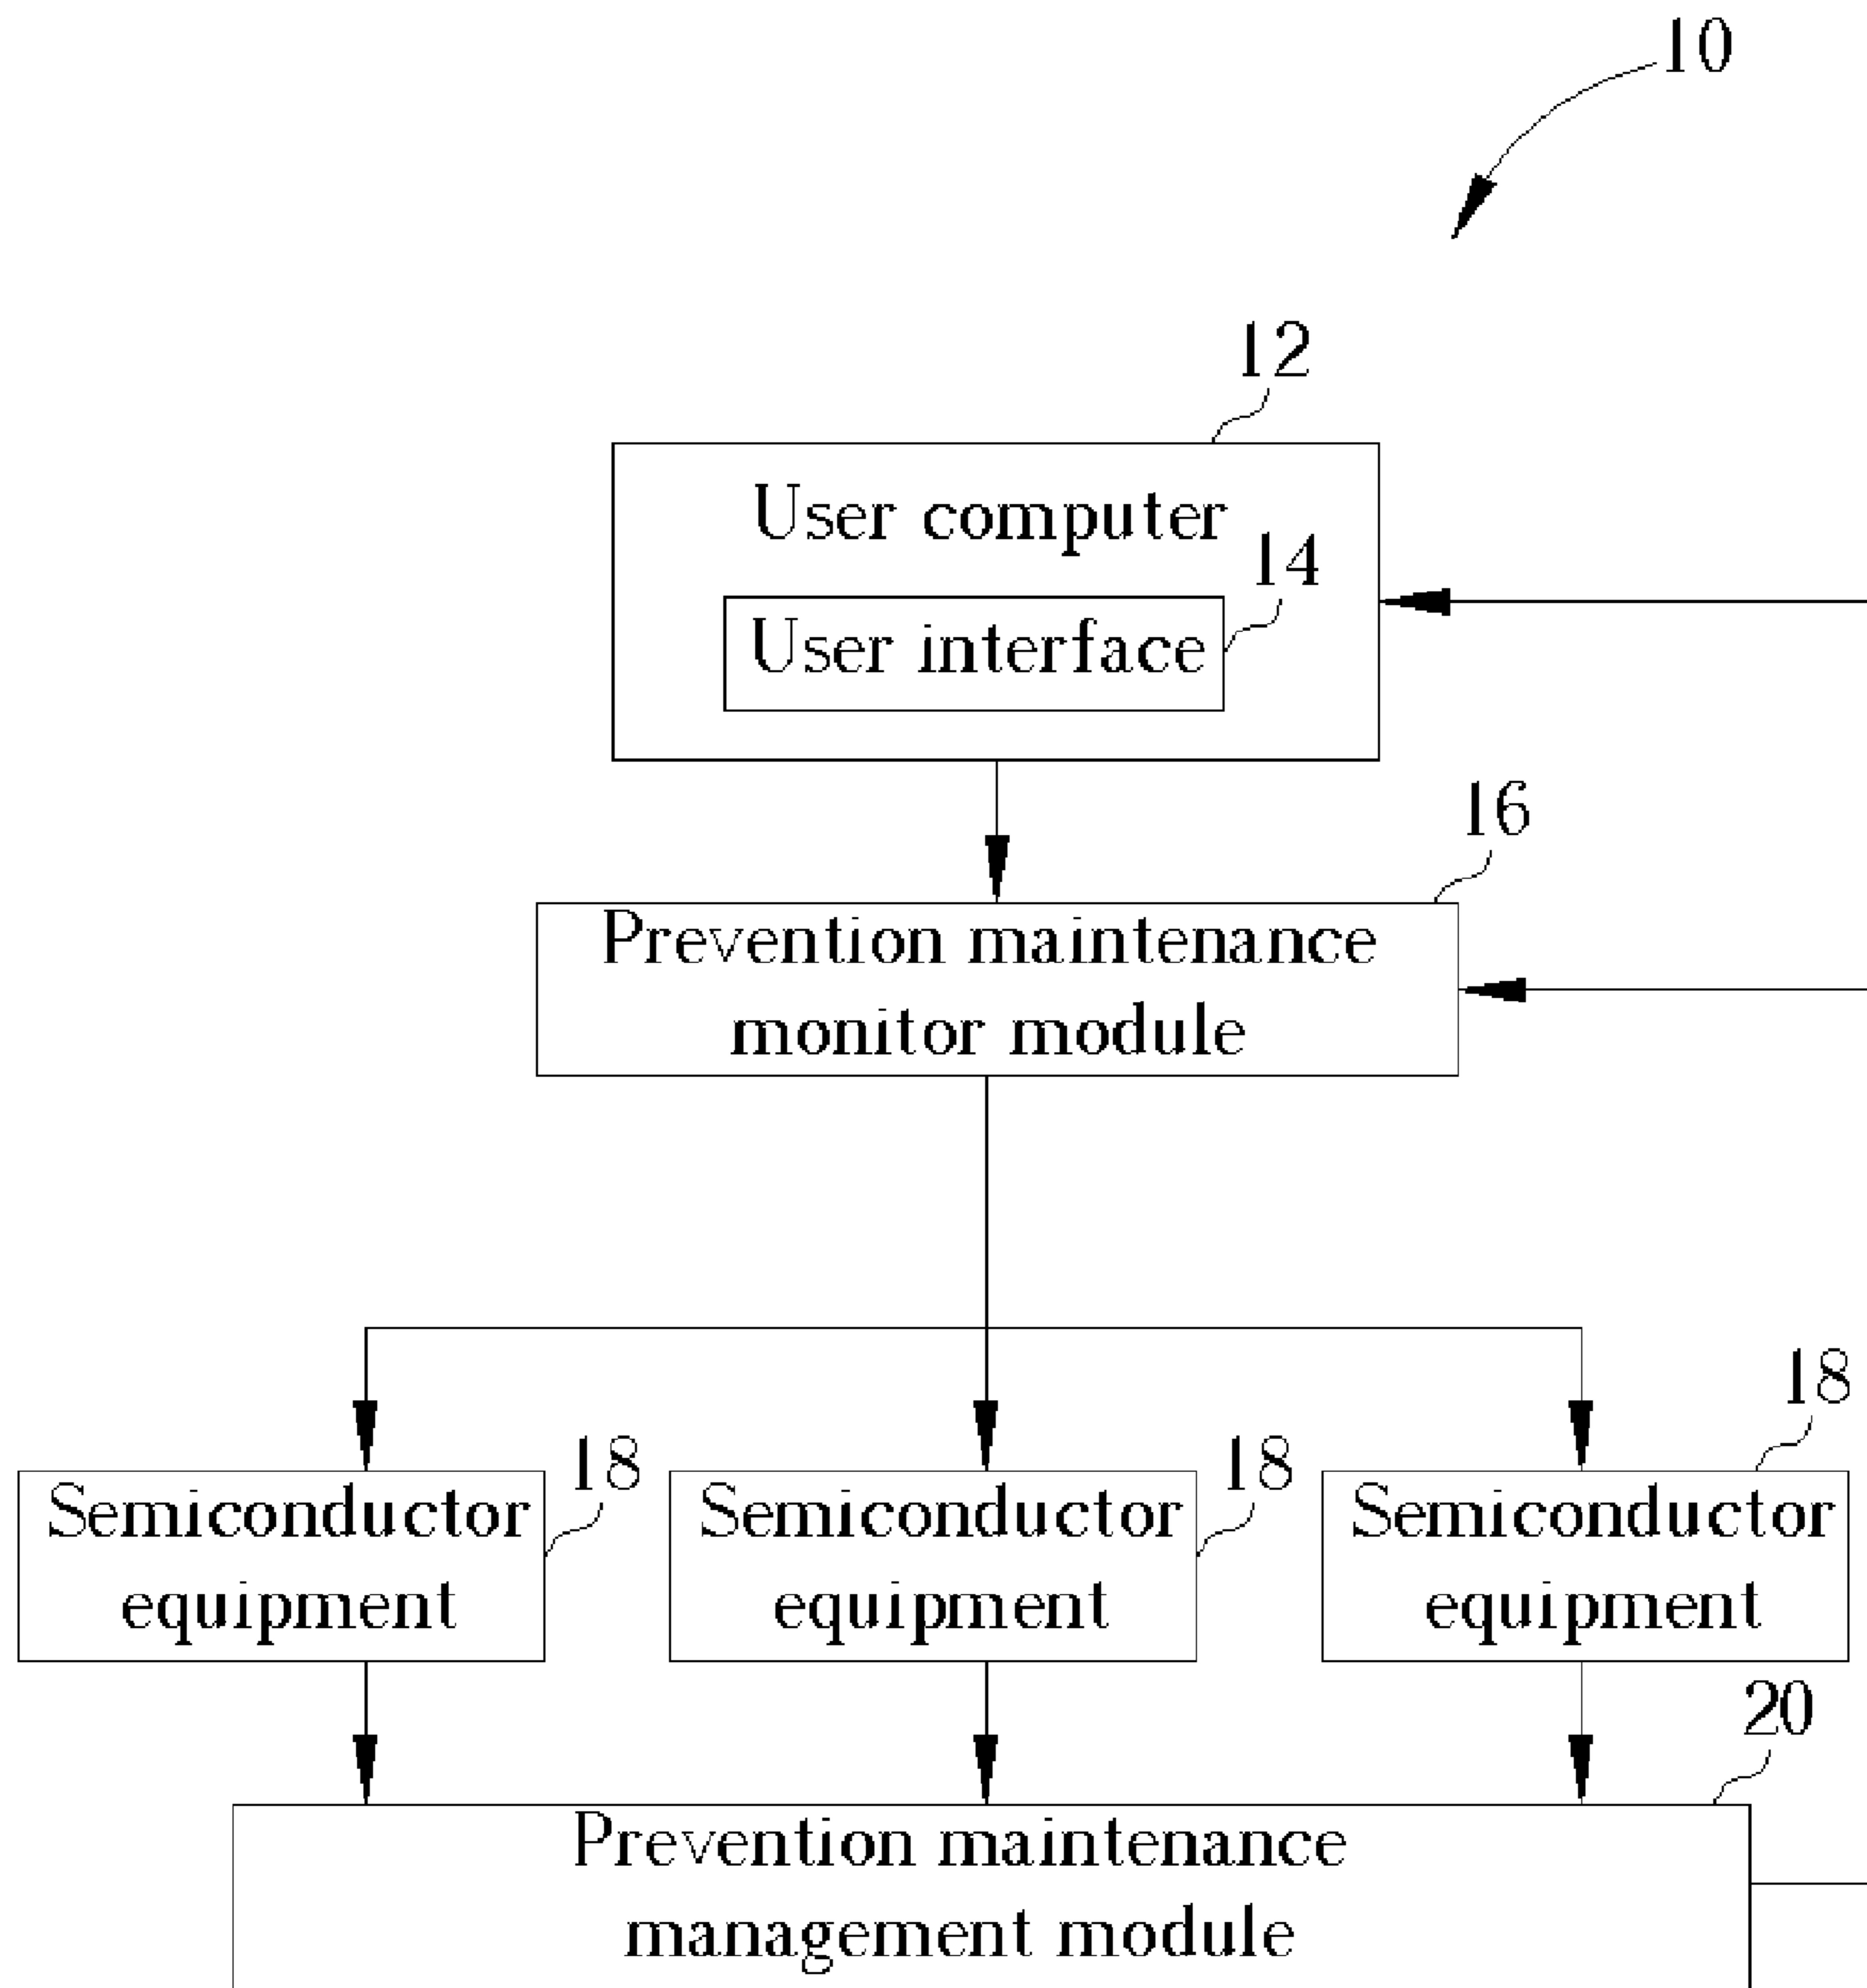 10
12
User computer
14
User interface
16
Prevention maintenance
monitor module
18
18
18
Semiconductor
equipment
Semiconductor
equipment
Semiconductor
equipment
20
Prevention maintenance
management module